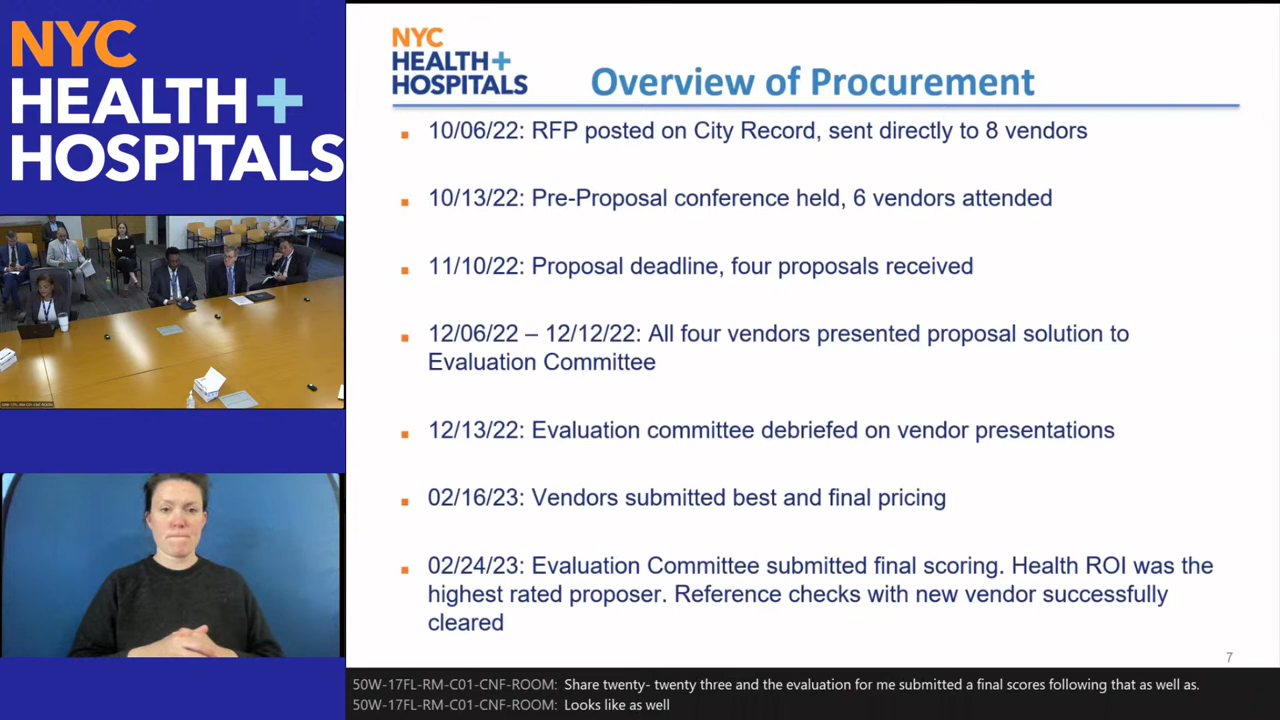 NYC
HEALTH+
HOSPITALS
50W-17FL-RM-C01-CNF-ROOM
NYC
HEALTH+
HOSPITALS
Overview of Procurement
▪ 10/06/22: RFP posted on City Record, sent directly to 8 vendors
▪ 10/13/22: Pre-Proposal conference held, 6 vendors attended
▪ 11/10/22: Proposal deadline, four proposals received
▪ 12/06/22 – 12/12/22: All four vendors presented proposal solution to
Evaluation Committee
▪ 12/13/22: Evaluation committee debriefed on vendor presentations
▪ 02/16/23: Vendors submitted best and final pricing
▪ 02/24/23: Evaluation Committee submitted final scoring. Health ROI was the
highest rated proposer. Reference checks with new vendor successfully
cleared
7
50W-17FL-RM-C01-CNF-ROOM: Share twenty- twenty three and the evaluation for me submitted a final scores following that as well as.
50W-17FL-RM-C01-CNF-ROOM: Looks like as well